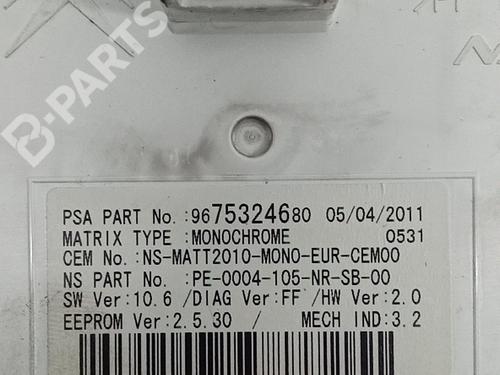 B-PARTS
PSA PART No.:9675324680 05/04/2011
MATRIX TYPE :MONOCHROME 0531
CEM No.:NS-MATT2010-MONO-EUR-CEM00
NS PART No. :PE-0004-105-NR-SB-00
SW Ver:10.6 /DIAG Ver:FF /HW Ver:2.0
EEPROM Ver:2.5.30 / MECH IND:3.2